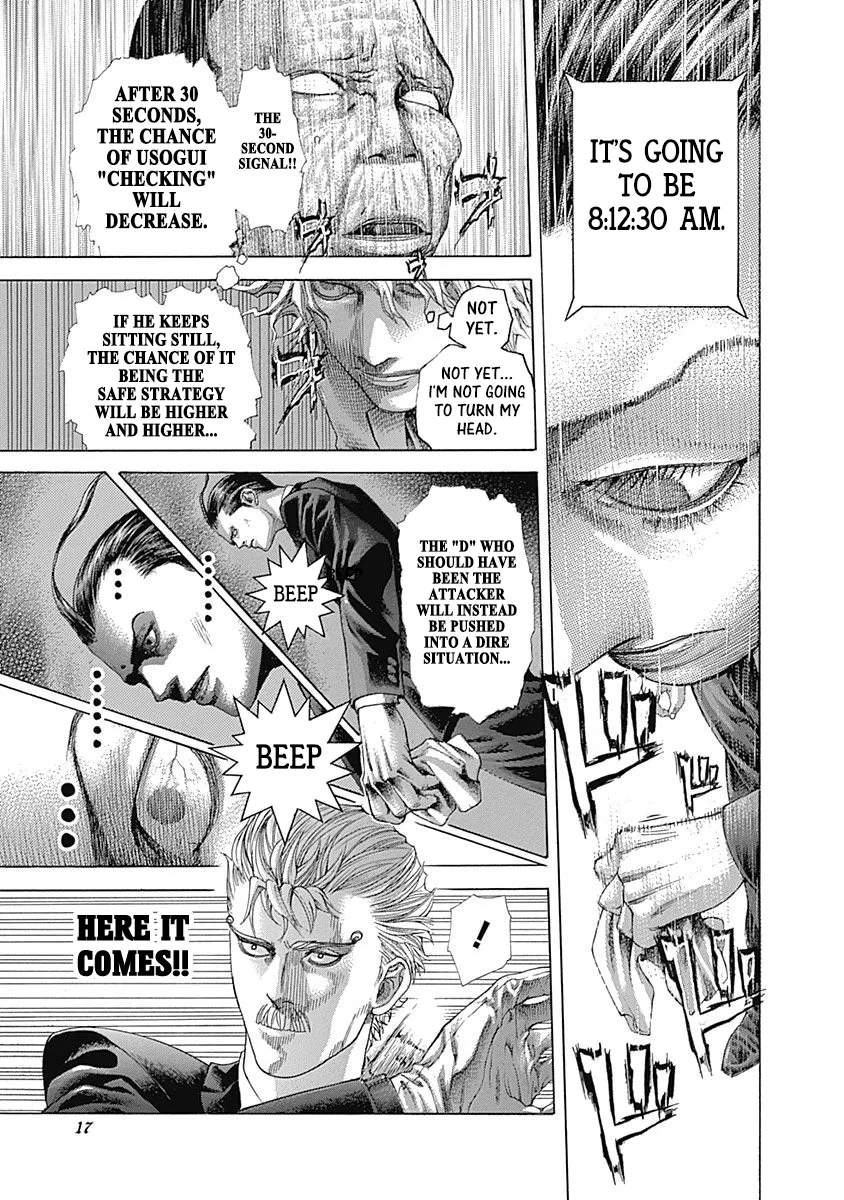 IT'S GOING
TO BE
8:12:30 AM.
THE
30-
SECOND
SIGNAL!!
AFTER 30
SECONDS,
THE CHANCE
OF USOGUI
"CHECKING"
WILL
DECREASE.
NOT
YET.
NOT YET...
I'M NOT GOING
TO TURN MY
HEAD.
IF HE KEEPS
SITTING STILL,
THE CHANCE OF IT
BEING THE
SAFE STRATEGY
WILL BE HIGHER
AND HIGHER...
THE "D" WHO
SHOULD HAVE
BEEN THE
ATTACKER
WILL INSTEAD
BE PUSHED
INTO A DIRE
SITUATION...
BEEP
BEEP
!
HERE IT
COMES!!
17